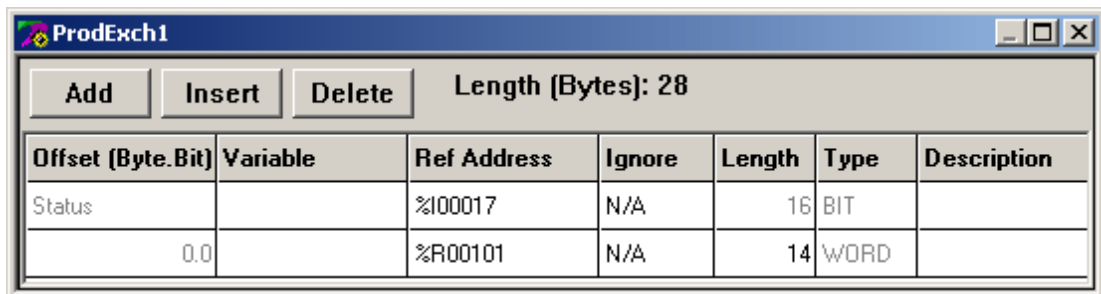 ProdExch1
Add Insert Delete Length (Bytes): 28
Offset (Byte.Bit) Variable Ref Address Ignore Length Type Description
Status %I00017 N/A 16 BIT
0.0 %R00101 N/A 14 WORD